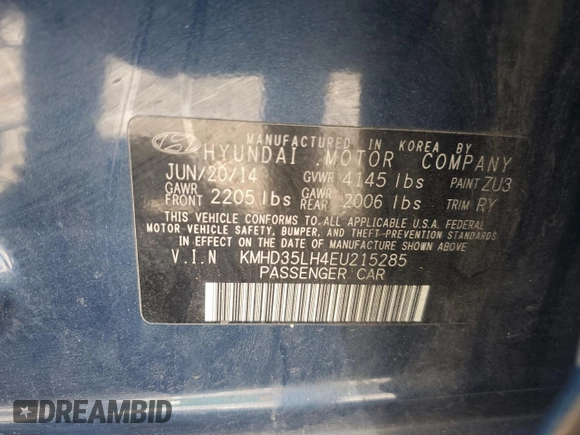 MANUFACTURED IN KOREA BY
HYUNDAI MOTOR COMPANY
JUN/20/14 GVWR 4145 lbs PAINT ZU3
GAWR FRONT 2205 lbs GAWR REAR 2006 lbs TRIM RY
THIS VEHICLE CONFORMS TO ALL APPLICABLE U.S.A. FEDERAL
MOTOR VEHICLE SAFETY, BUMPER, AND THEFT PREVENTION STANDARDS
IN EFFECT ON THE DATE OF MANUFACTURE SHOWN ABOVE.
V.I.N KMHD35LH4EU215285
PASSENGER CAR
DREAMBID